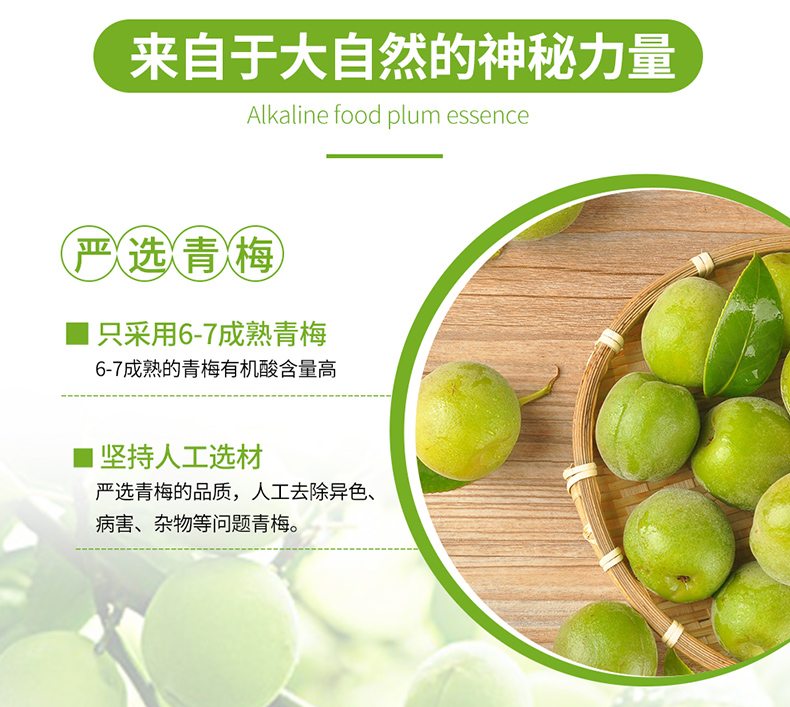 来自于大自然的神秘力量
Alkaline food plum essence
严选青梅
只采用6-7成熟青梅
6-7成熟的青梅有机酸含量高
坚持人工选材
严选青梅的品质，人工去除异色、
病害、杂物等问题青梅。